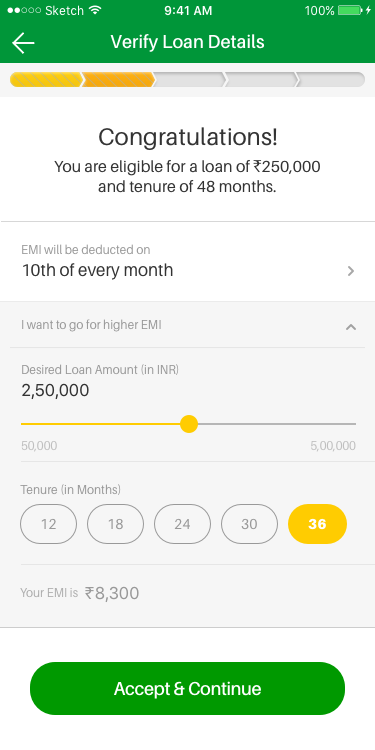 Sketch 9:41 AM 100%
Verify Loan Details
Congratulations!
You are eligible for a loan of ₹250,000
and tenure of 48 months.
EMI will be deducted on
10th of every month
I want to go for higher EMI
Desired Loan Amount (in INR)
2,50,000
50,000 5,00,000
Tenure (in Months)
12 18 24 30 36
Your EMI is ₹8,300
Accept & Continue